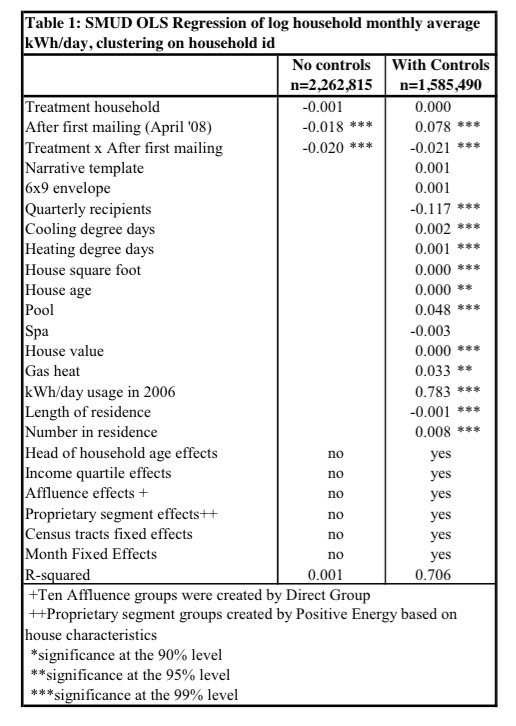 Table 1: SMUD OLS Regression of log household monthly average
kWh/day, clustering on household id
No controls With Controls
n=2,262,815 n=1,585,490
Treatment household -0.001 0.000
After first mailing (April '08) -0.018 *** 0.078 ***
Treatment x After first mailing -0.020 *** -0.021 ***
Narrative template 0.001
6x9 envelope 0.001
Quarterly recipients -0.117 ***
Cooling degree days 0.002 ***
Heating degree days 0.001 ***
House square foot 0.000 ***
House age 0.000 **
Pool 0.048 ***
Spa -0.003
House value 0.000 ***
Gas heat 0.033 **
kWh/day usage in 2006 0.783 ***
Length of residence -0.001 ***
Number in residence 0.008 ***
Head of household age effects no yes
Income quartile effects no yes
Affluence effects + no yes
Proprietary segment effects++ no yes
Census tracts fixed effects no yes
Month Fixed Effects no yes
R-squared 0.001 0.706
+Ten Affluence groups were created by Direct Group
++Proprietary segment groups created by Positive Energy based on
house characteristics
*significance at the 90% level
**significance at the 95% level
***significance at the 99% level